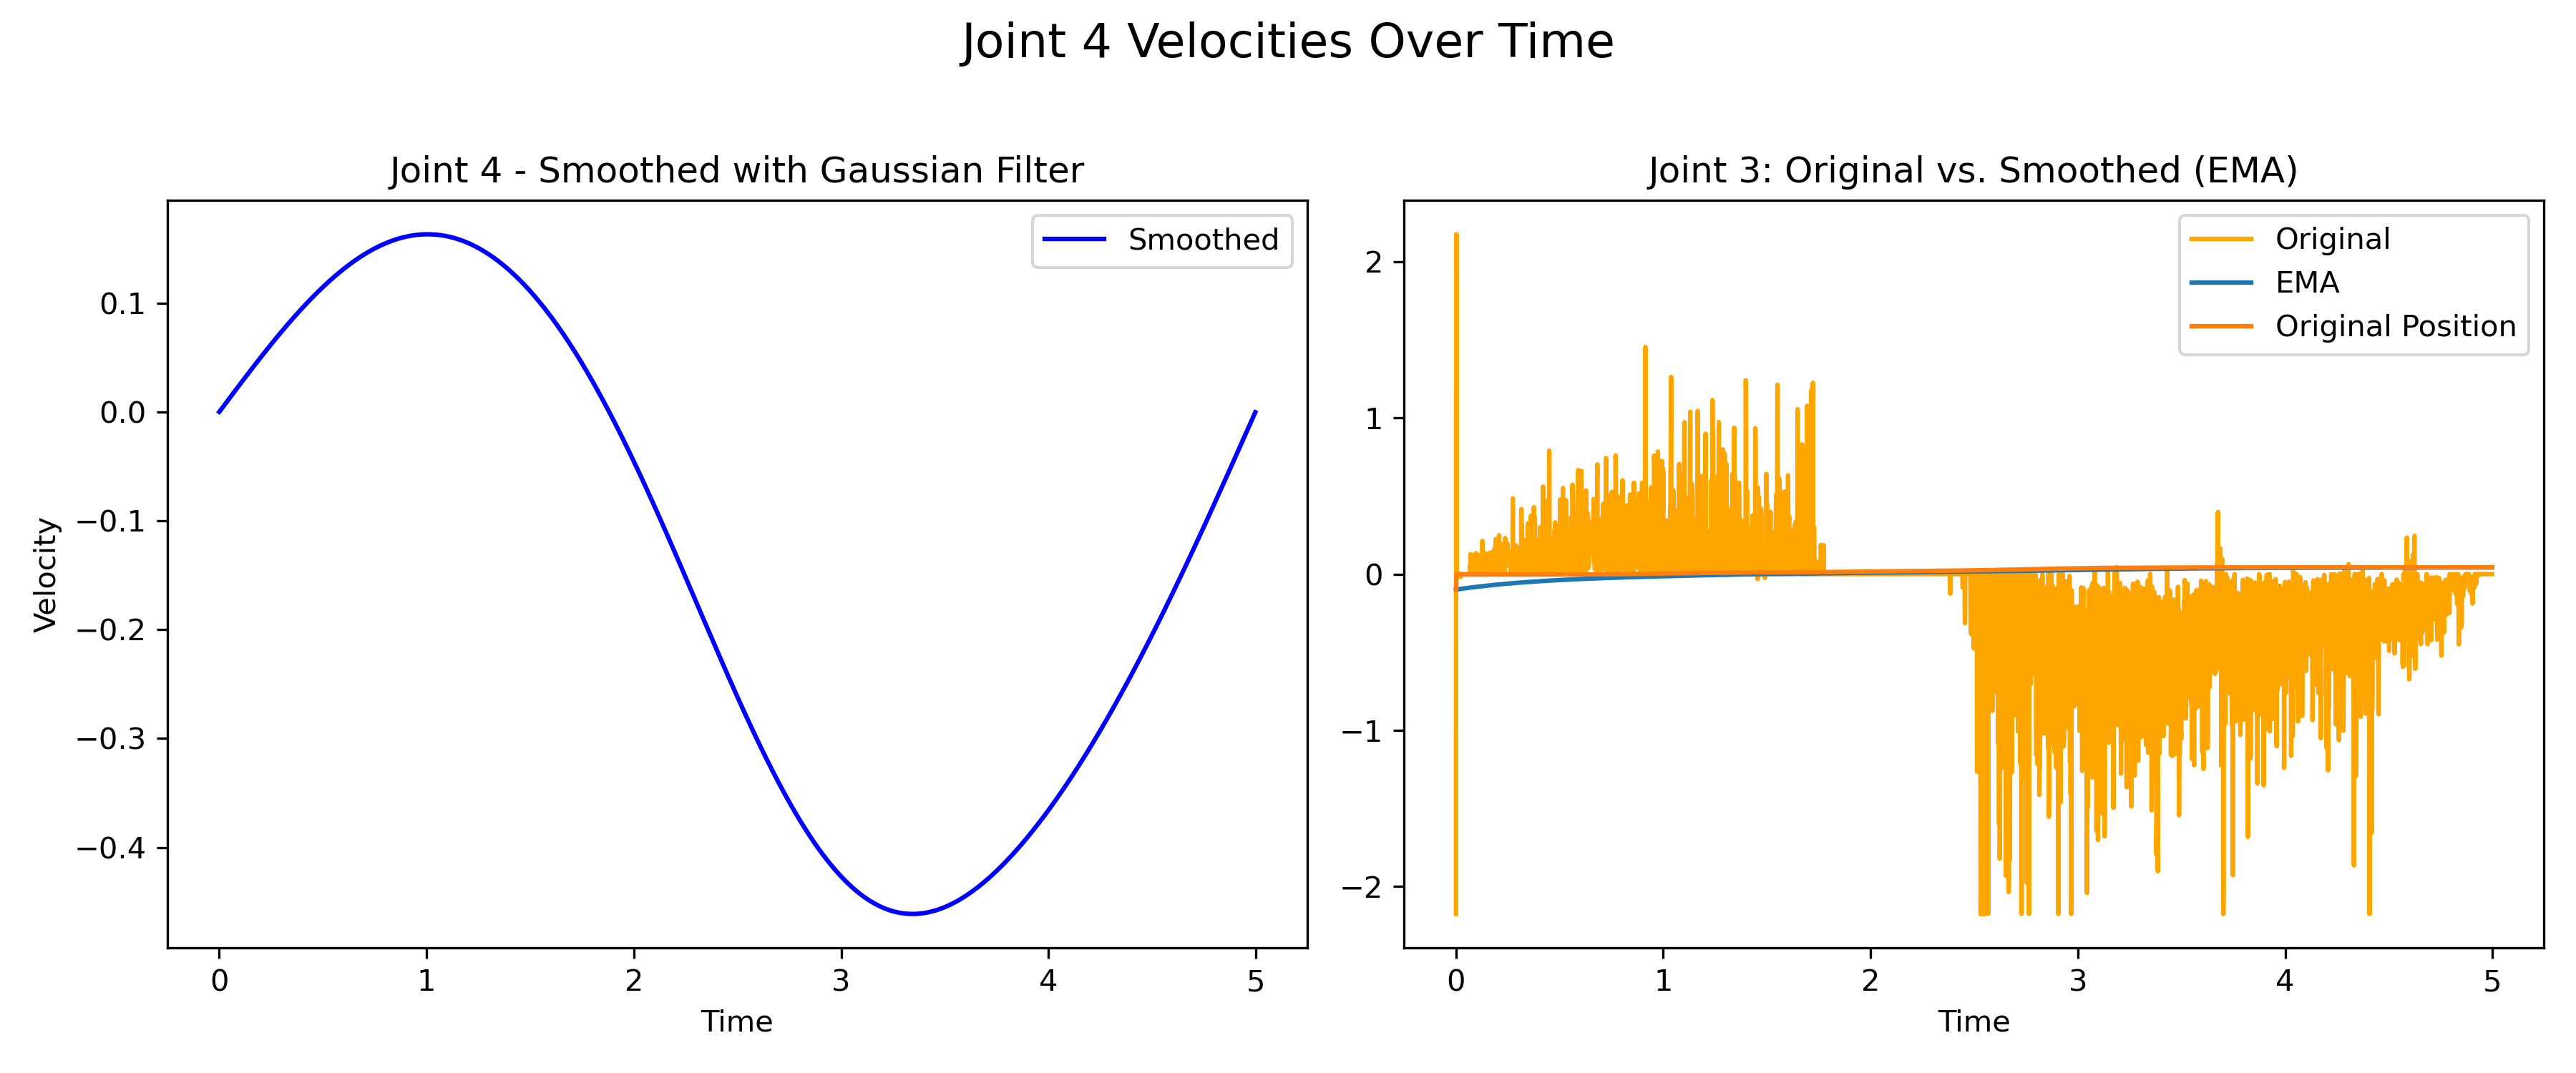 Joint 4 Velocities Over Time
Joint 4 - Smoothed with Gaussian Filter
Smoothed
0.1
0.0
−0.1
−0.2
−0.3
−0.4
Velocity
0 1 2 3 4 5
Time
Joint 3: Original vs. Smoothed (EMA)
Original
EMA
Original Position
2
1
0
−1
−2
0 1 2 3 4 5
Time